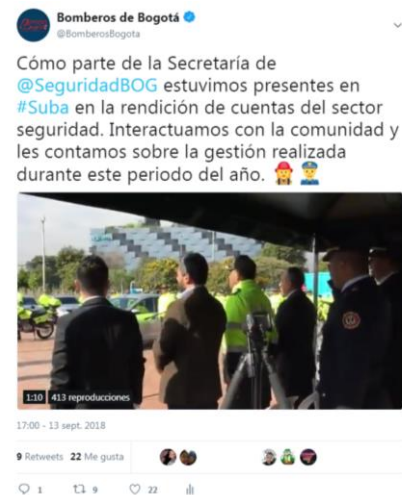 Bomberos de Bogotá
@BomberosBogota
Cómo parte de la Secretaría de
@SeguridadBOG estuvimos presentes en
#Suba en la rendición de cuentas del sector
seguridad. Interactuamos con la comunidad y
les contamos sobre la gestión realizada
durante este periodo del año.
1:10 413 reproducciones
17:00 - 13 sept. 2018
9 Retweets 22 Me gusta
1 9 22